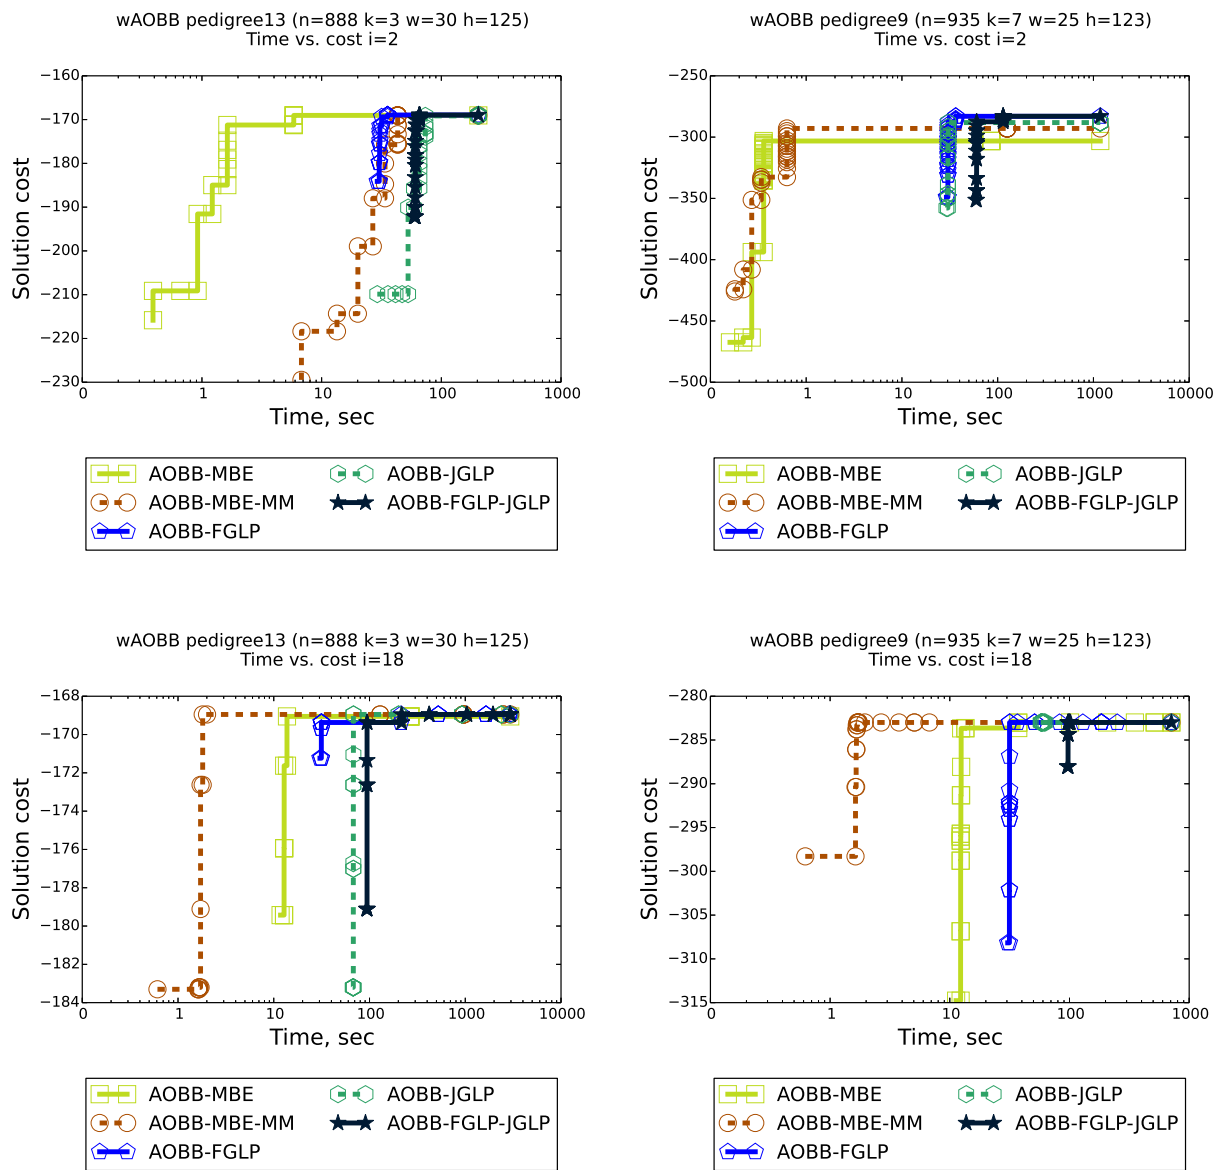 wAOBB pedigree13 (n=888 k=3 w=30 h=125)
Time vs. cost i=2
−160
−170
−180
−190
−200
−210
−220
−230
Solution cost
0 1 10 100 1000
Time, sec
AOBB-MBE
AOBB-MBE-MM
AOBB-FGLP
AOBB-JGLP
AOBB-FGLP-JGLP
wAOBB pedigree9 (n=935 k=7 w=25 h=123)
Time vs. cost i=2
−250
−300
−350
−400
−450
−500
Solution cost
0 1 10 100 1000 10000
Time, sec
AOBB-MBE
AOBB-MBE-MM
AOBB-FGLP
AOBB-JGLP
AOBB-FGLP-JGLP
wAOBB pedigree13 (n=888 k=3 w=30 h=125)
Time vs. cost i=18
−168
−170
−172
−174
−176
−178
−180
−182
−184
Solution cost
0 1 10 100 1000 10000
Time, sec
AOBB-MBE
AOBB-MBE-MM
AOBB-FGLP
AOBB-JGLP
AOBB-FGLP-JGLP
wAOBB pedigree9 (n=935 k=7 w=25 h=123)
Time vs. cost i=18
−280
−285
−290
−295
−300
−305
−310
−315
Solution cost
0 1 10 100 1000
Time, sec
AOBB-MBE
AOBB-MBE-MM
AOBB-FGLP
AOBB-JGLP
AOBB-FGLP-JGLP